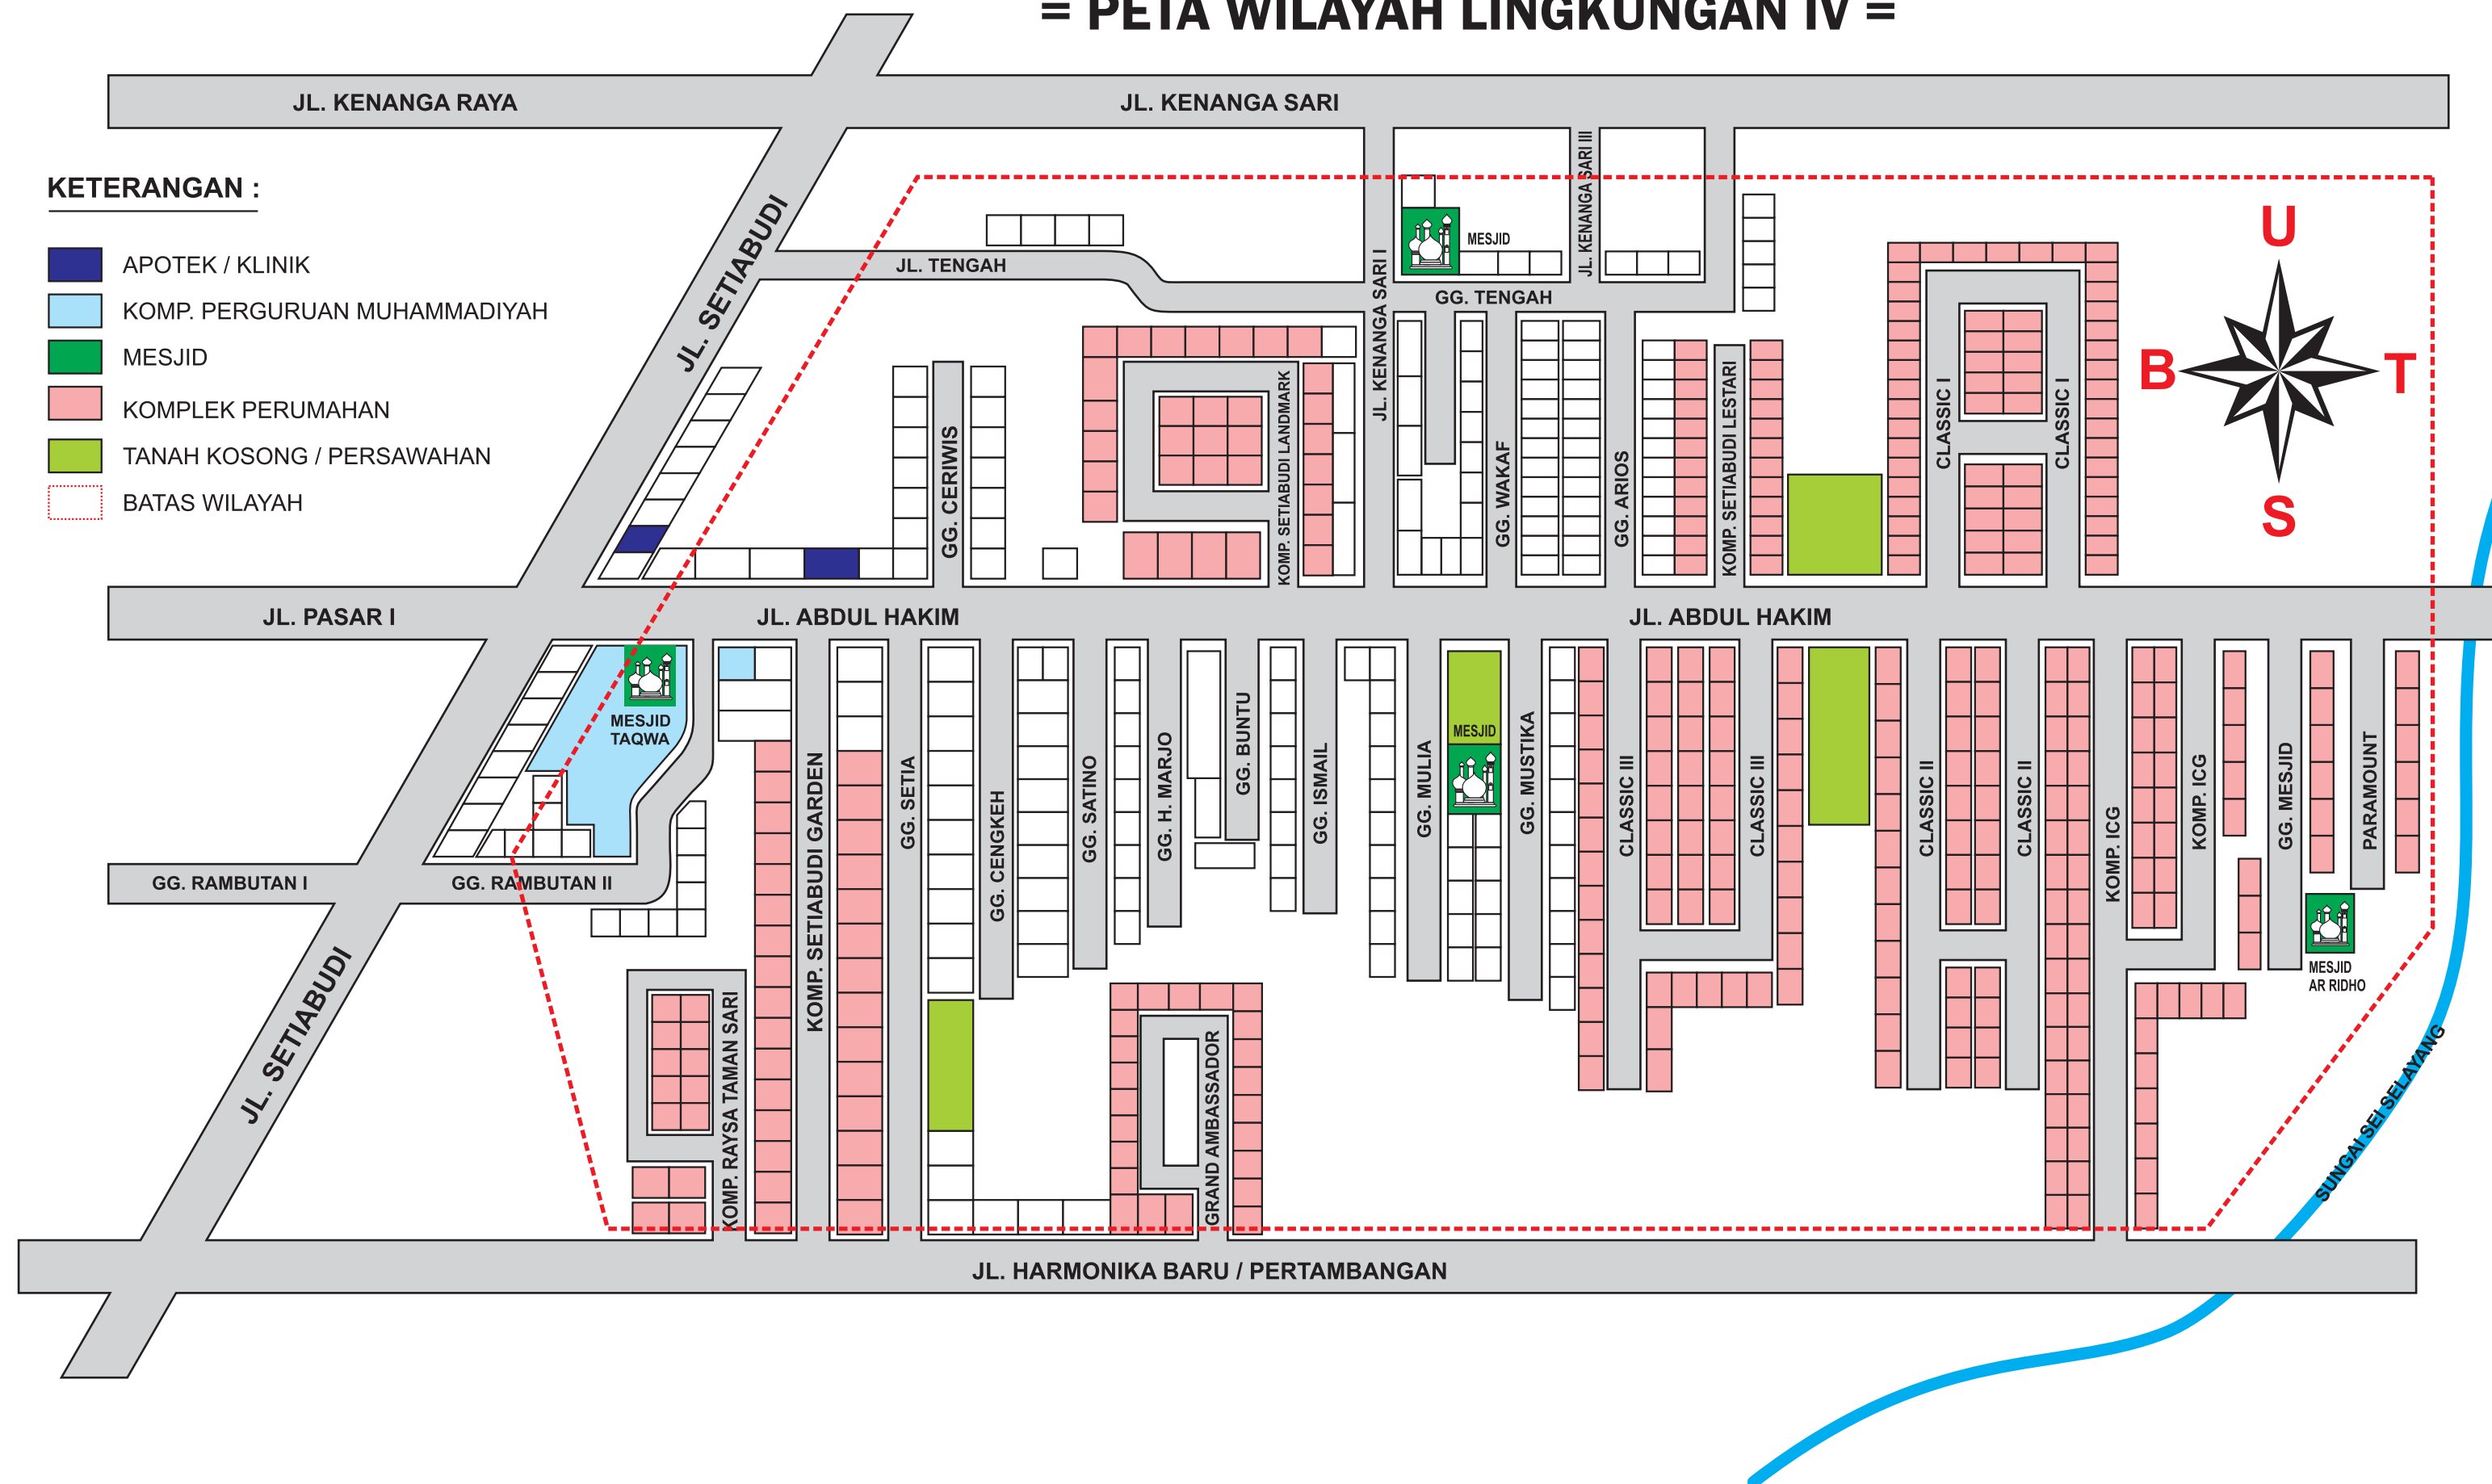 = PETA WILAYAH LINGKUNGAN IV =
JL. KENANGA RAYA
JL. KENANGA SARI
KETERANGAN :
APOTEK / KLINIK
KOMP. PERGURUAN MUHAMMADIYAH
MESJID
KOMPLEK PERUMAHAN
TANAH KOSONG / PERSAWAHAN
BATAS WILAYAH
JL. SETIABUDI
JL. TENGAH
JL. KENANGA SARI I
MESJID
JL. KENANGA SARI III
GG. TENGAH
U
B
T
S
GG. CERIWIS
KOMP. SETIABUDI LANDMARK
GG. WAKAF
GG. ARIOS
KOMP. SETIABUDI LESTARI
CLASSIC I
CLASSIC I
JL. PASAR I
JL. ABDUL HAKIM
JL. ABDUL HAKIM
MESJID
TAQWA
KOMP. SETIABUDI GARDEN
GG. SETIA
GG. CENGKEH
GG. SATINO
GG. H. MARJO
GG. BUNTU
GG. ISMAIL
GG. MULIA
MESJID
GG. MUSTIKA
CLASSIC III
CLASSIC III
CLASSIC II
CLASSIC II
KOMP. ICG
KOMP. ICG
GG. MESJID
PARAMOUNT
GG. RAMBUTAN I
GG. RAMBUTAN II
MESJID
AR RIDHO
JL. SETIABUDI
KOMP. RAYSA TAMAN SARI
GRAND AMBASSADOR
SUNGAI SEI SELAYANG
JL. HARMONIKA BARU / PERTAMBANGAN